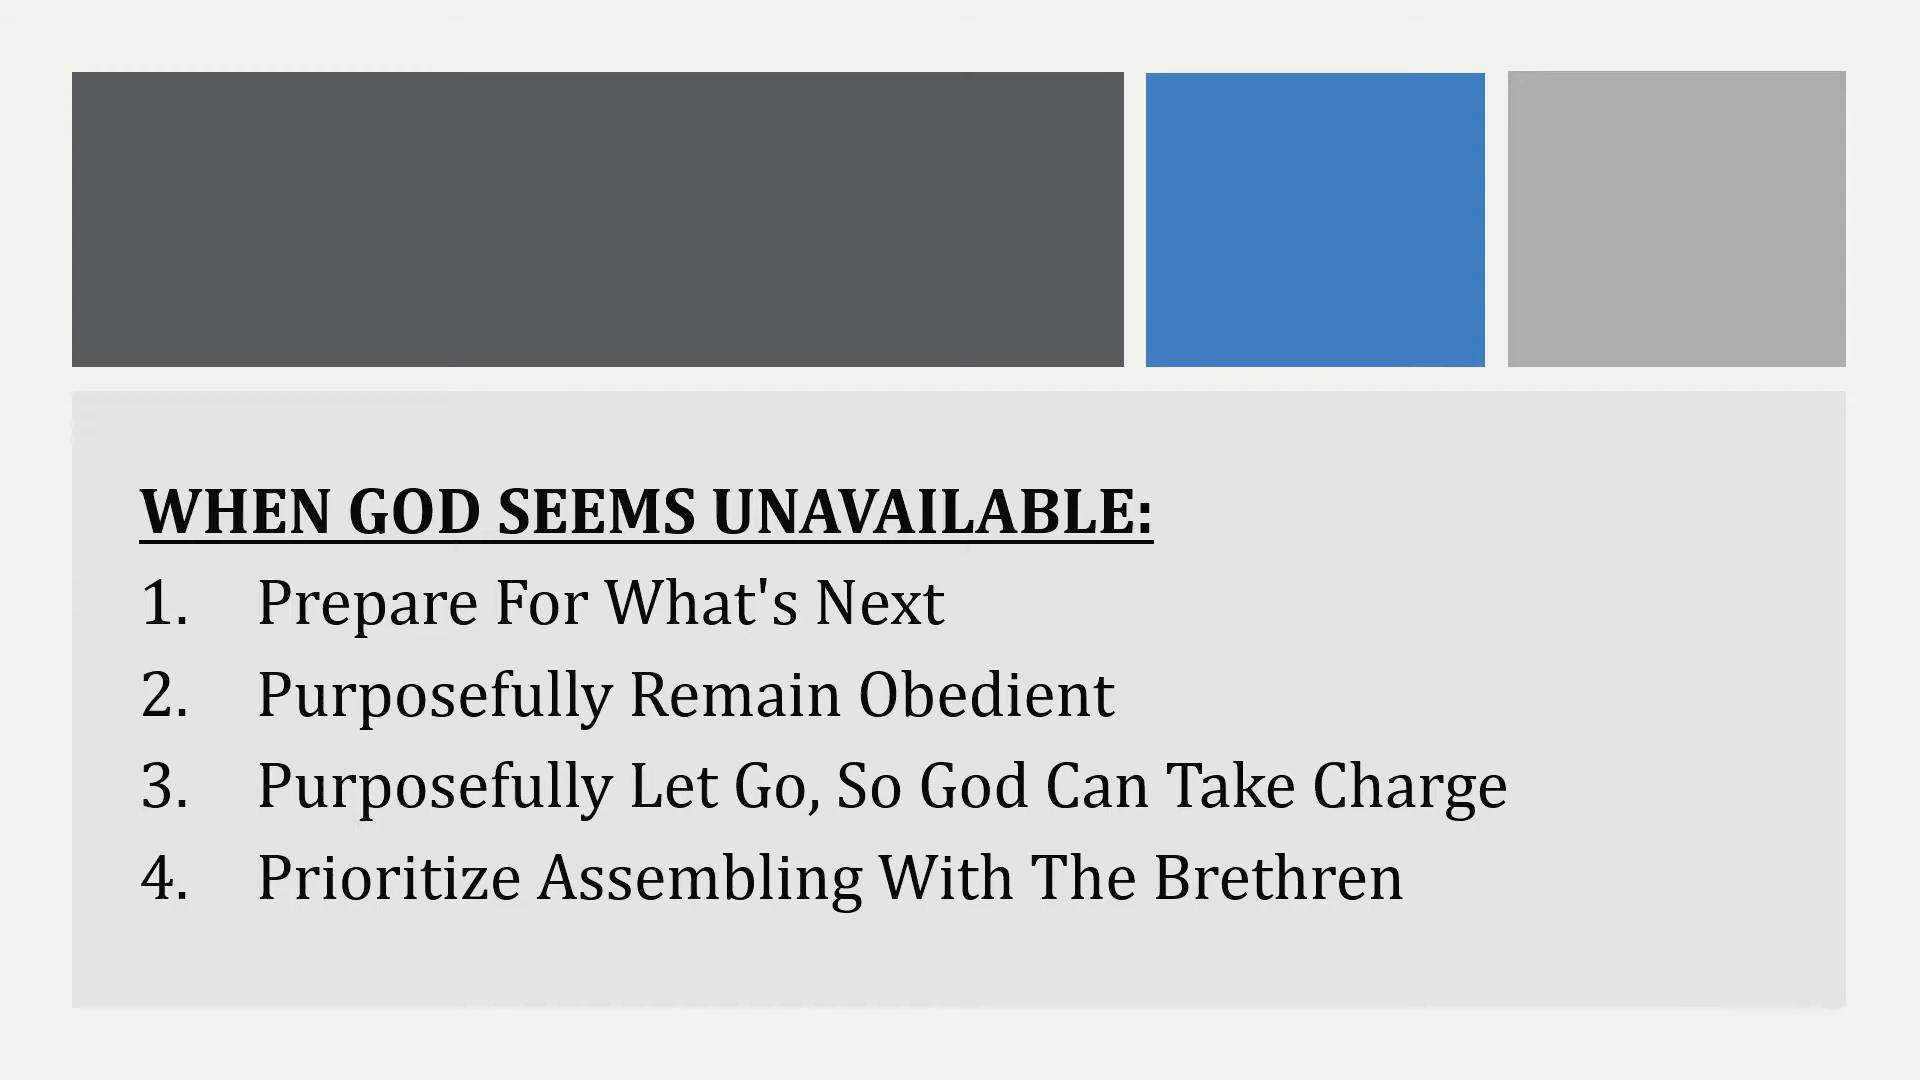 WHEN GOD SEEMS UNAVAILABLE:
1. Prepare For What's Next
2. Purposefully Remain Obedient
3. Purposefully Let Go, So God Can Take Charge
4. Prioritize Assembling With The Brethren